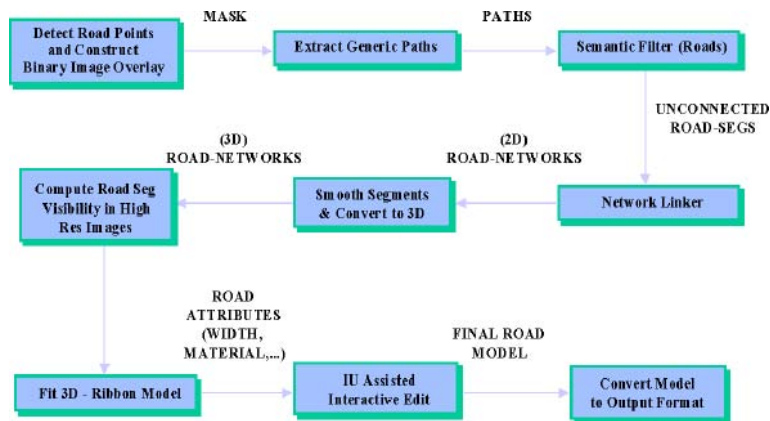 MASK
PATHS
Detect Road Points
and Construct
Binary Image Overlay
Extract Generic Paths
Semantic Filter (Roads)
UNCONNECTED
ROAD-SEGS
(3D)
ROAD-NETWORKS
(2D)
ROAD-NETWORKS
Compute Road Seg
Visibility in High
Res Images
Smooth Segments
& Convert to 3D
Network Linker
ROAD
ATTRIBUTES
(WIDTH,
MATERIAL,...)
FINAL ROAD
MODEL
Fit 3D - Ribbon Model
IU Assisted
Interactive Edit
Convert Model
to Output Format